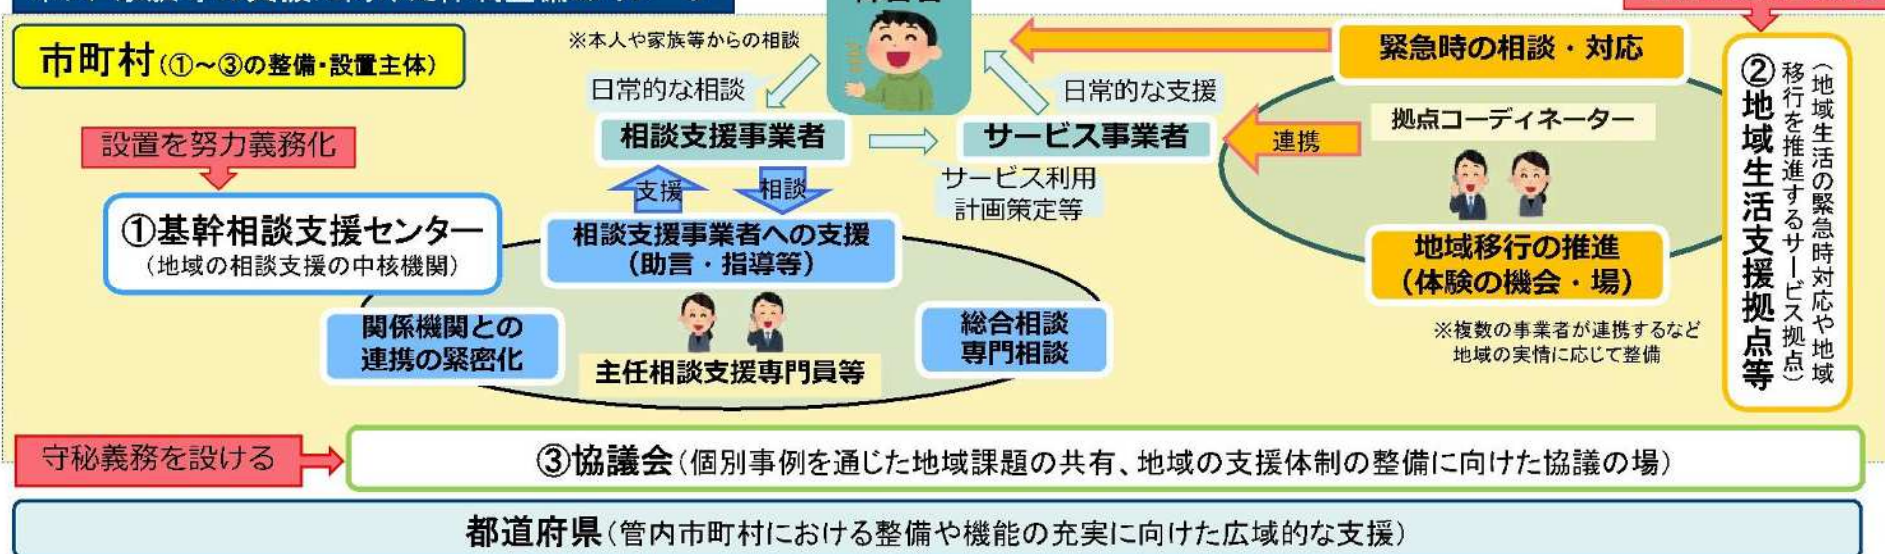 市町村(①~③の整備・設置主体)
※本人や家族等からの相談
日常的な相談
日常的な支援
緊急時の相談・対応
拠点コーディネーター
連携
相談支援事業者
サービス事業者
サービス利用
計画策定等
設置を努力義務化
支援
相談
①基幹相談支援センター
(地域の相談支援の中核機関)
相談支援事業者への支援
(助言・指導等)
関係機関との
連携の緊密化
主任相談支援専門員等
総合相談
専門相談
地域移行の推進
(体験の機会・場)
※複数の事業者が連携するなど
地域の実情に応じて整備
②地域生活支援拠点等
(地域生活の緊急時対応や地域
移行を推進するサービス拠点)
守秘義務を設ける
③協議会(個別事例を通じた地域課題の共有、地域の支援体制の整備に向けた協議の場)
都道府県(管内市町村における整備や機能の充実に向けた広域的な支援)